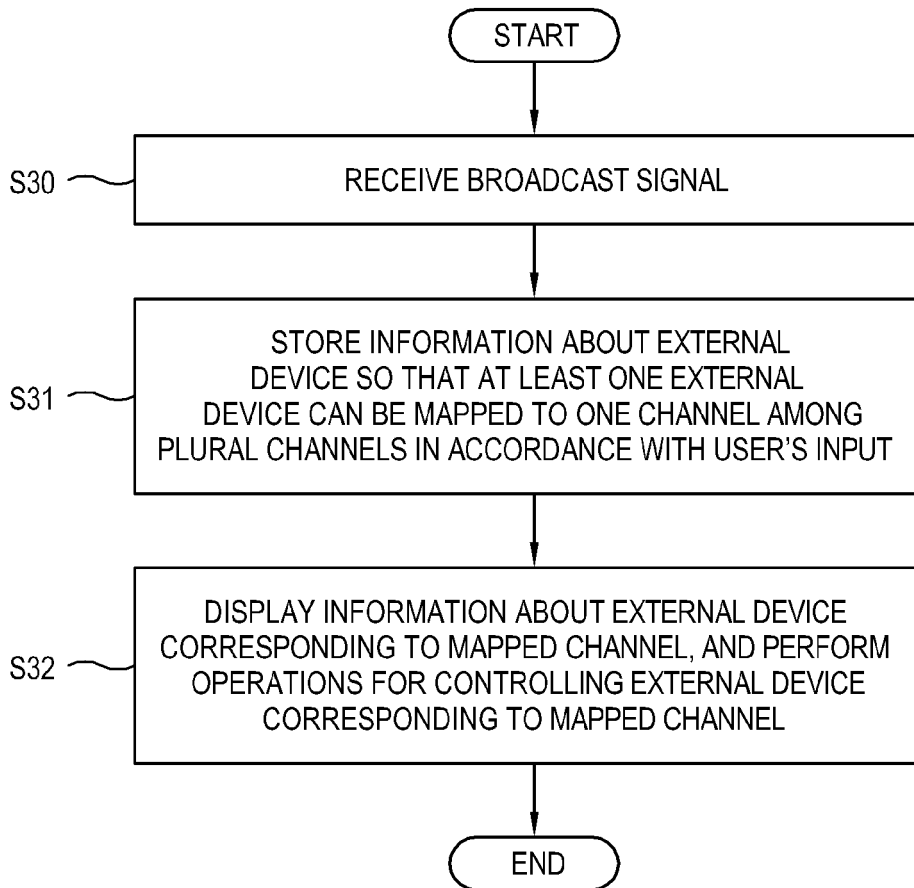 START
S30
RECEIVE BROADCAST SIGNAL
S31
STORE INFORMATION ABOUT EXTERNAL
DEVICE SO THAT AT LEAST ONE EXTERNAL
DEVICE CAN BE MAPPED TO ONE CHANNEL AMONG
PLURAL CHANNELS IN ACCORDANCE WITH USER'S INPUT
S32
DISPLAY INFORMATION ABOUT EXTERNAL DEVICE
CORRESPONDING TO MAPPED CHANNEL, AND PERFORM
OPERATIONS FOR CONTROLLING EXTERNAL DEVICE
CORRESPONDING TO MAPPED CHANNEL
END